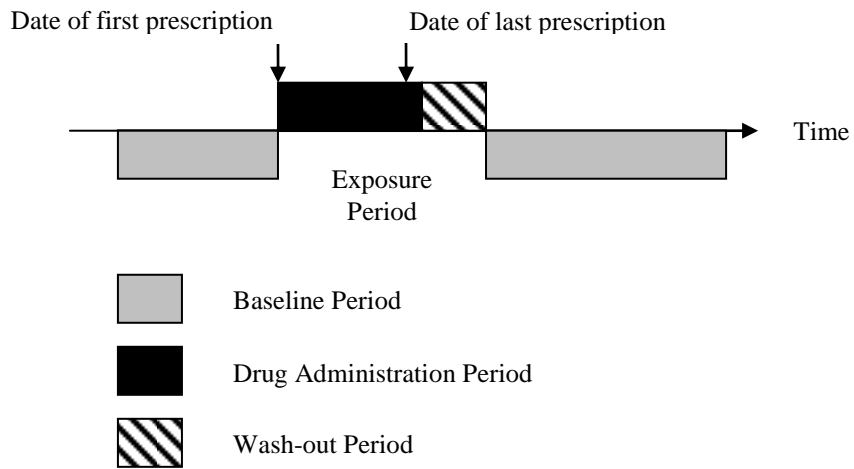 Date of first prescription
Date of last prescription
Time
Exposure
Period
Baseline Period
Drug Administration Period
Wash-out Period